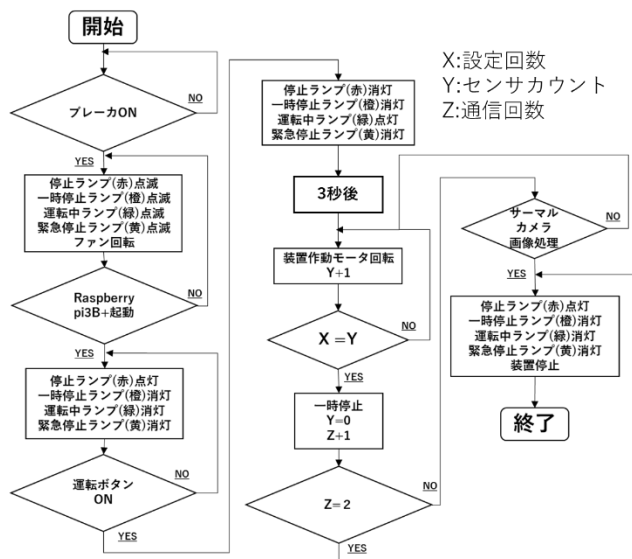 開始
ブレーカON
NO
YES
停止ランプ(赤)点滅
一時停止ランプ(橙)点滅
運転中ランプ(緑)点滅
緊急停止ランプ(黄)点滅
ファン回転
Raspberry
pi3B+起動
NO
YES
停止ランプ(赤)点灯
一時停止ランプ(橙)消灯
運転中ランプ(緑)消灯
緊急停止ランプ(黄)消灯
運転ボタン
ON
NO
YES
停止ランプ(赤)消灯
一時停止ランプ(橙)消灯
運転中ランプ(緑)点灯
緊急停止ランプ(黄)消灯
3秒後
装置作動モータ回転
Y+1
X=Y
NO
YES
一時停止
Y=0
Z+1
Z=2
NO
YES
X:設定回数
Y:センサカウント
Z:通信回数
サーマル
カメラ
画像処理
NO
YES
停止ランプ(赤)点灯
一時停止ランプ(橙)消灯
運転中ランプ(緑)消灯
緊急停止ランプ(黄)消灯
装置停止
終了